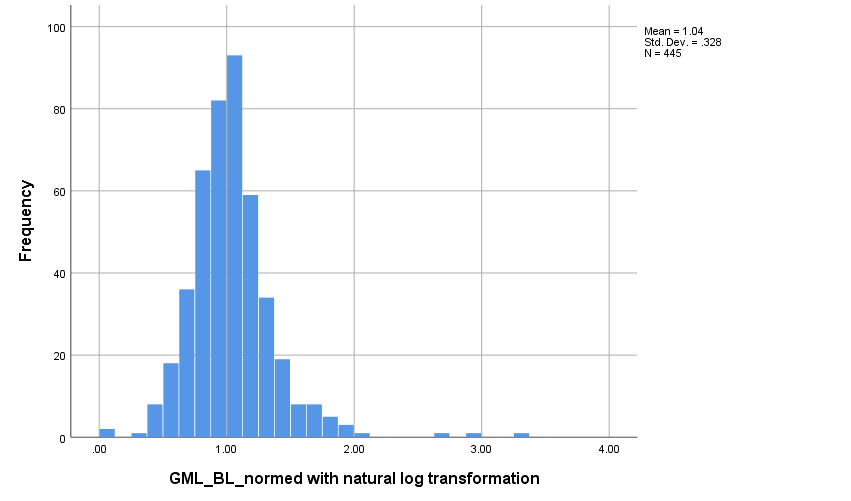 Mean = 1.04
Std. Dev. = .328
N = 445
100
80
60
40
20
0
Frequency
.00
1.00
2.00
3.00
4.00
GML_BL_normed with natural log transformation